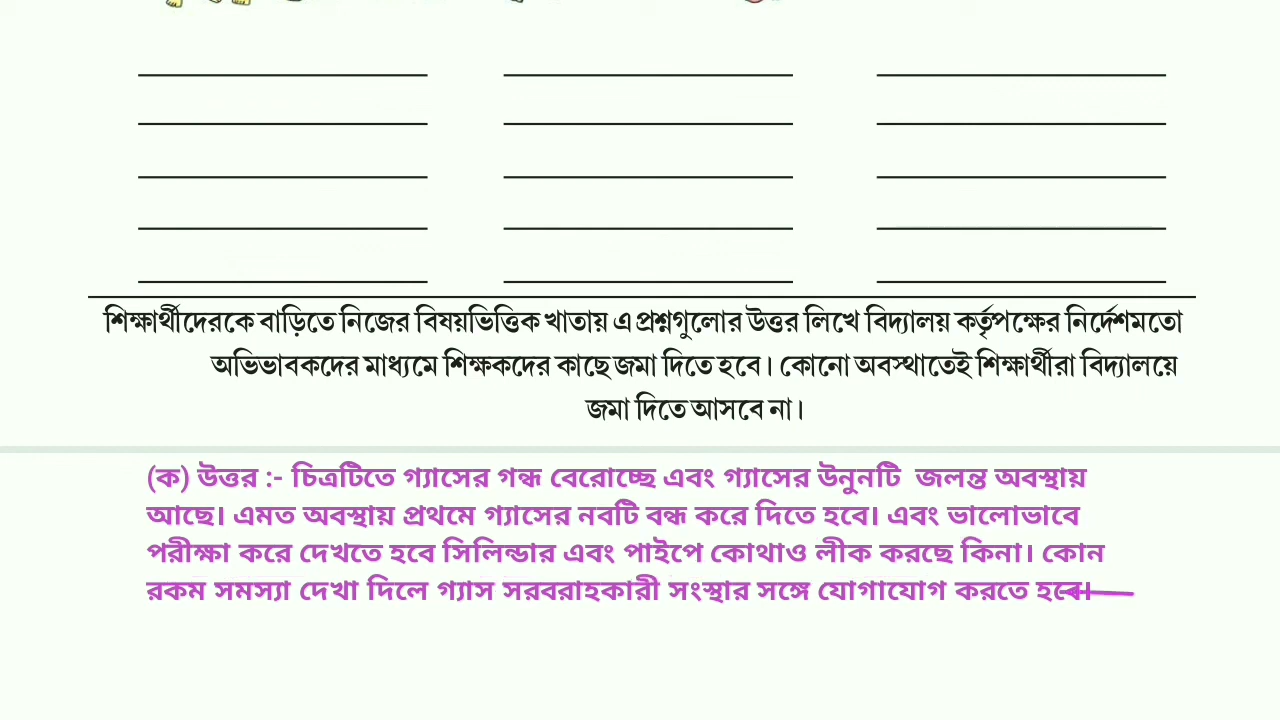 শিক্ষার্থীদেরকে বাড়িতে নিজের বিষয়ভিত্তিক খাতায় এ প্রশ্নগুলোর উত্তর লিখে বিদ্যালয় কর্তৃপক্ষের নির্দেশমতো
অভিভাবকদের মাধ্যমে শিক্ষকদের কাছে জমা দিতে হবে। কোনো অবস্থাতেই শিক্ষার্থীরা বিদ্যালয়ে
জমা দিতে আসবে না।
(ক) উত্তর :- চিত্রটিতে গ্যাসের গন্ধ বেরোচ্ছে এবং গ্যাসের উনুনটি জলন্ত অবস্থায়
আছে। এমত অবস্থায় প্রথমে গ্যাসের নবটি বন্ধ করে দিতে হবে। এবং ভালোভাবে
পরীক্ষা করে দেখতে হবে সিলিন্ডার এবং পাইপে কোথাও লীক করছে কিনা। কোন
রকম সমস্যা দেখা দিলে গ্যাস সরবরাহকারী সংস্থার সঙ্গে যোগাযোগ করতে হবে।